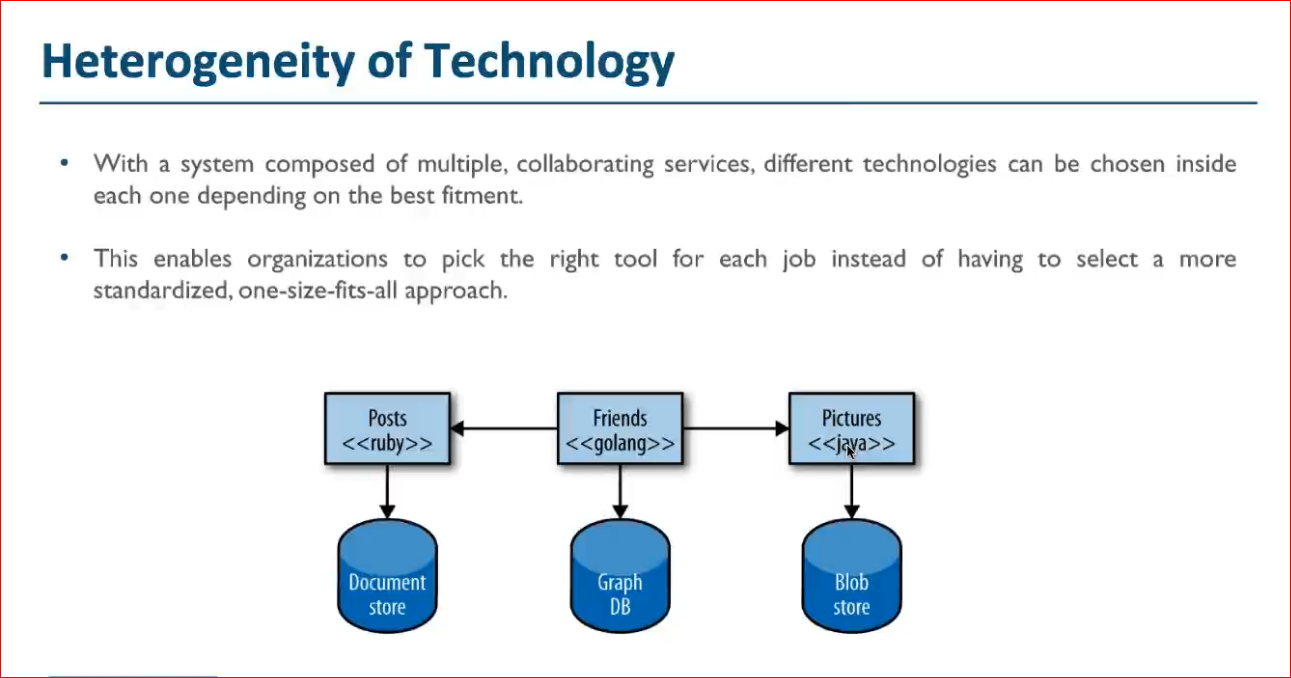 Heterogeneity of Technology
• With a system composed of multiple, collaborating services, different technologies can be chosen inside
each one depending on the best fitment.
• This enables organizations to pick the right tool for each job instead of having to select a more
standardized, one-size-fits-all approach.
Posts
<<ruby>>
Friends
<<golang>>
Pictures
<<java>>
Document
store
Graph
DB
Blob
store